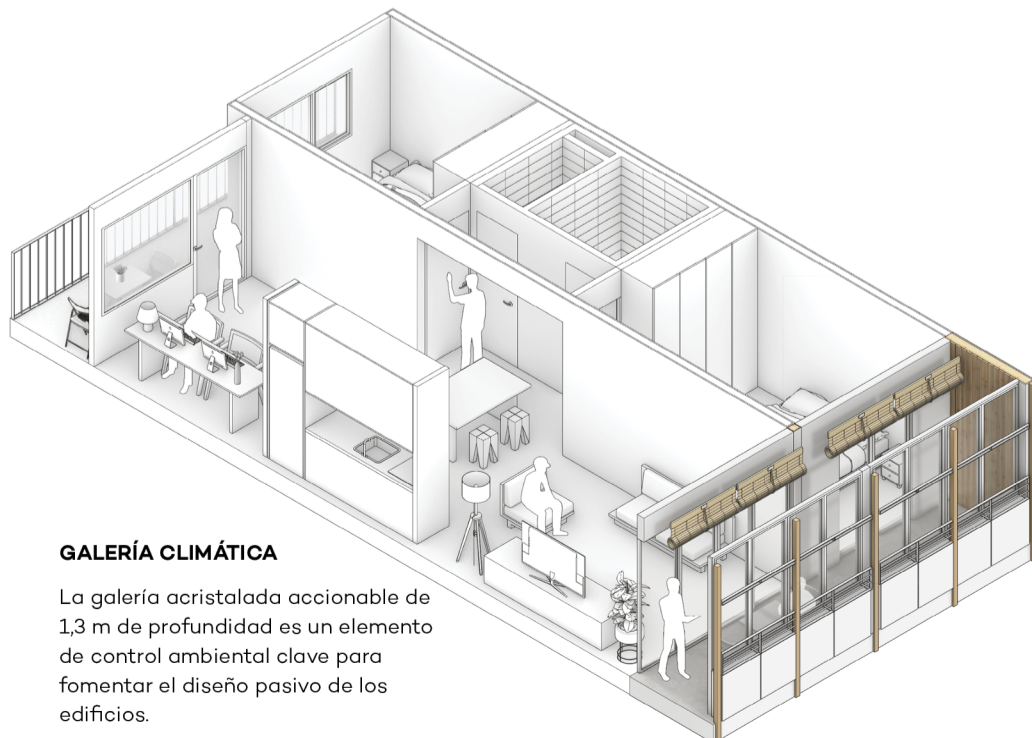 GALERÍA CLIMÁTICA
La galería acristalada accionable de
1,3 m de profundidad es un elemento
de control ambiental clave para
fomentar el diseño pasivo de los
edificios.